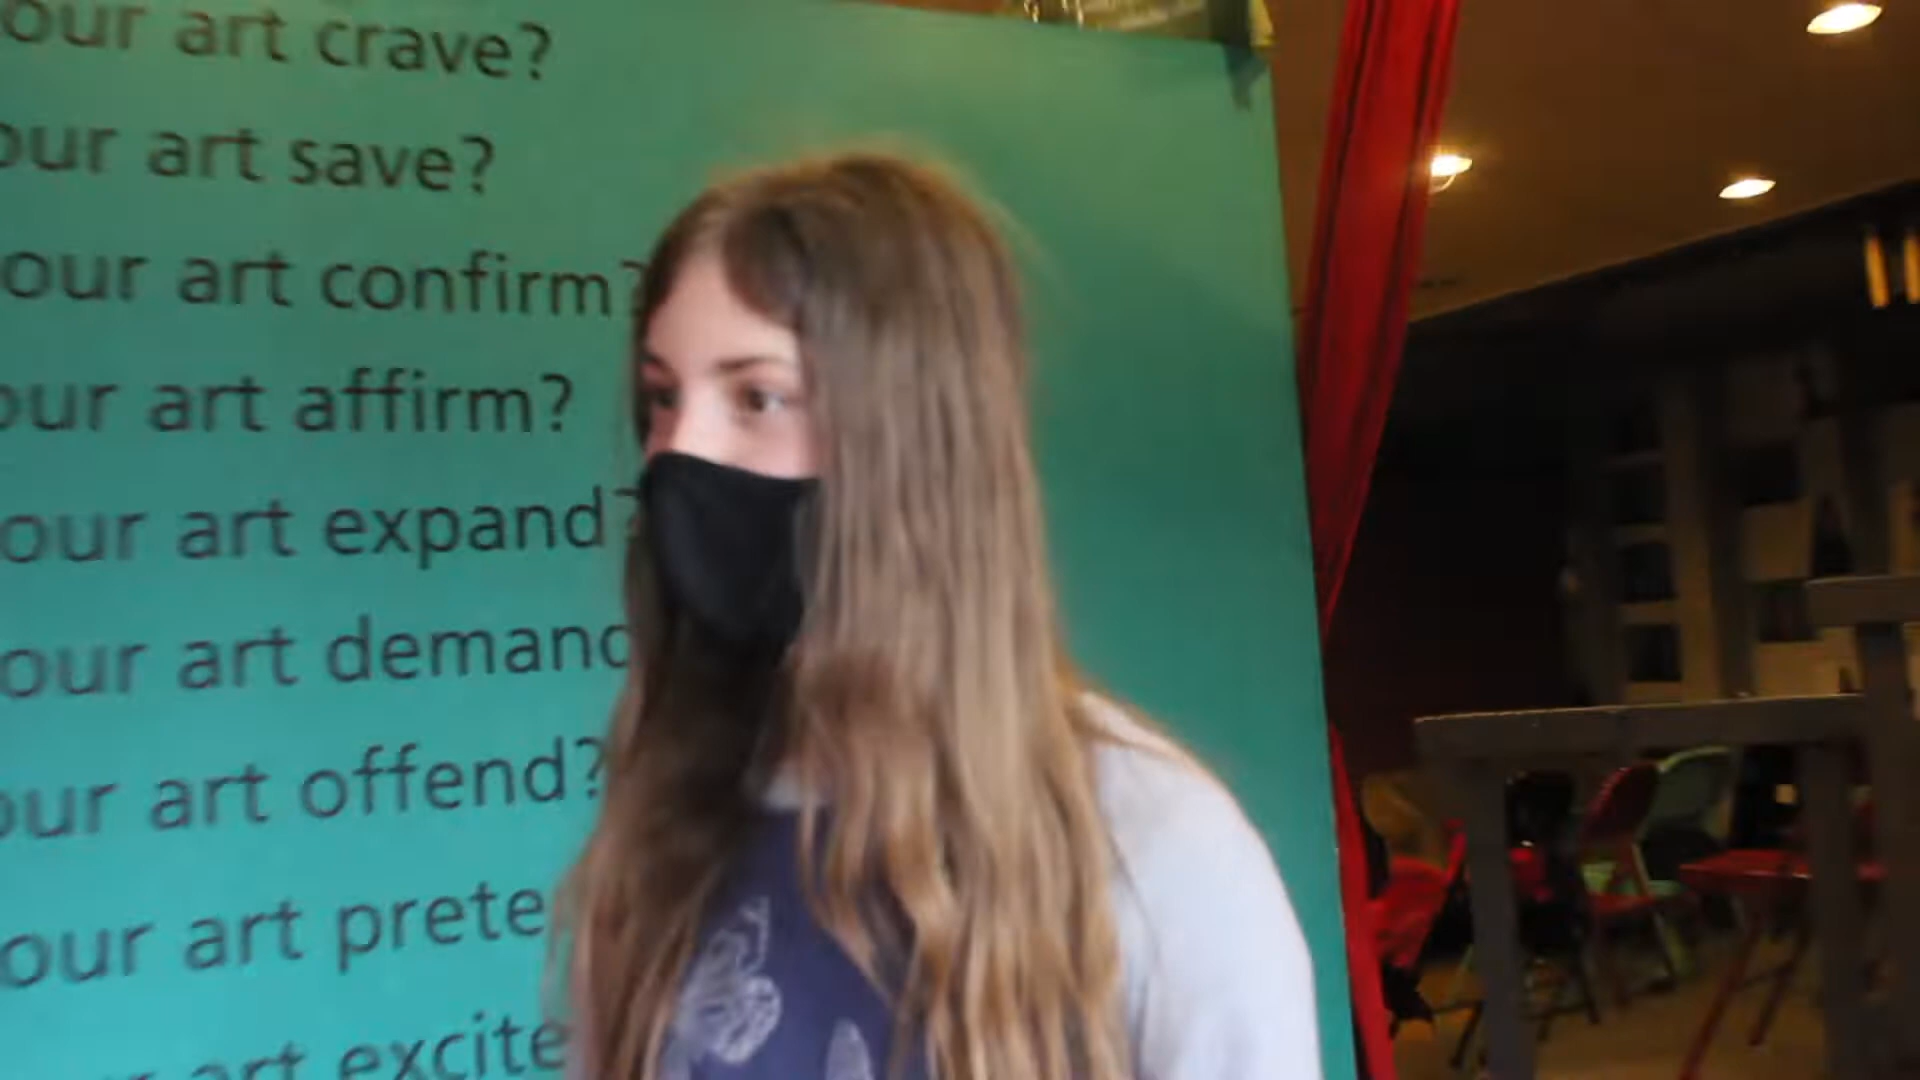 our art crave?
our art save?
our art confirm?
our art affirm?
our art expand?
our art demand
our art offend?
our art prete
art excite